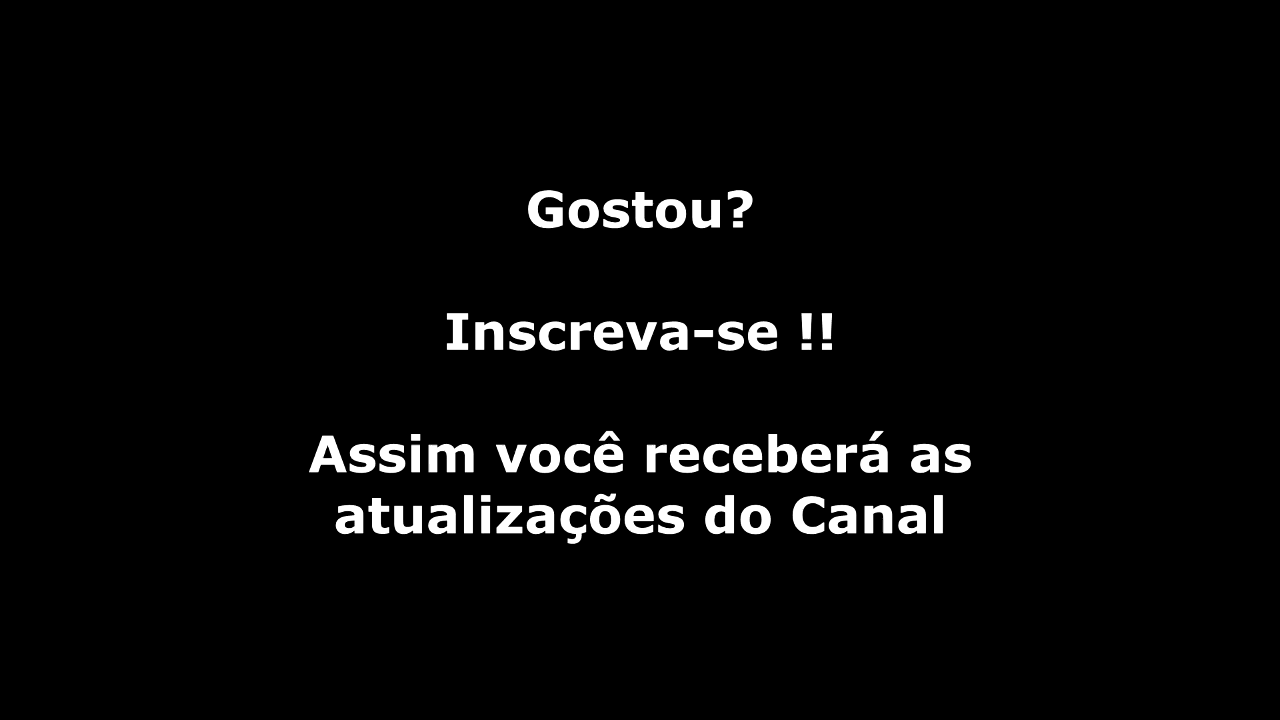 Gostou?
Inscreva-se !!
Assim você receberá as
atualizações do Canal